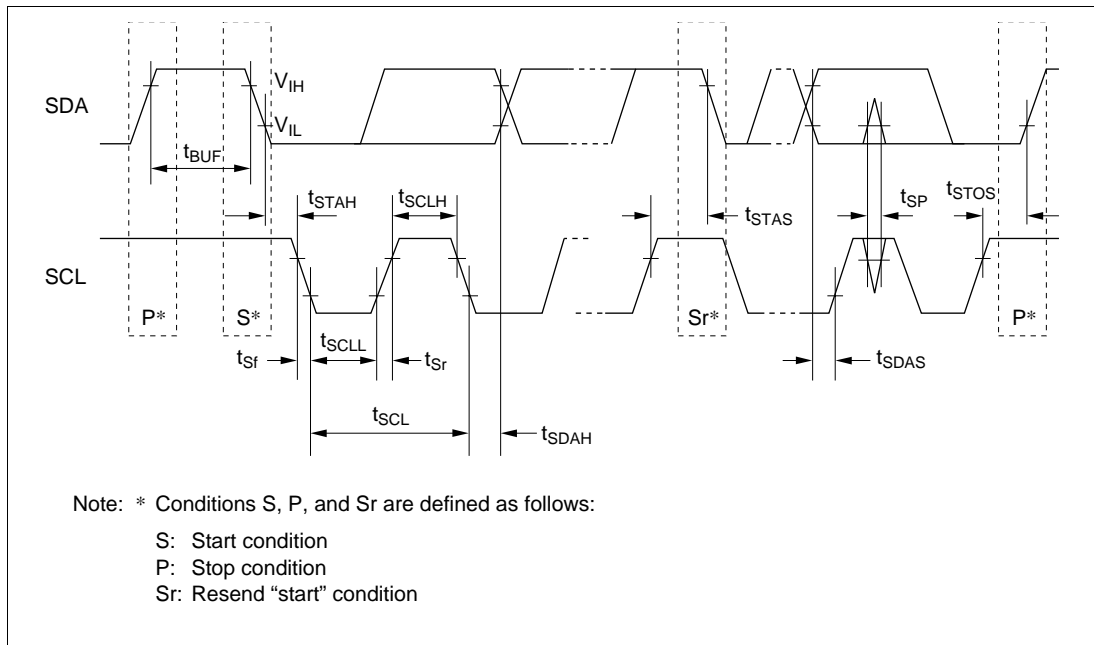 SDA
V_IH
V_IL
t_BUF
t_STAH
t_SCLH
t_STAS
t_SP
t_STOS
SCL
P*
S*
Sr*
P*
t_Sf
t_SCLL
t_Sr
t_SDAS
t_SCL
t_SDAH
Note: * Conditions S, P, and Sr are defined as follows:
S: Start condition
P: Stop condition
Sr: Resend “start” condition